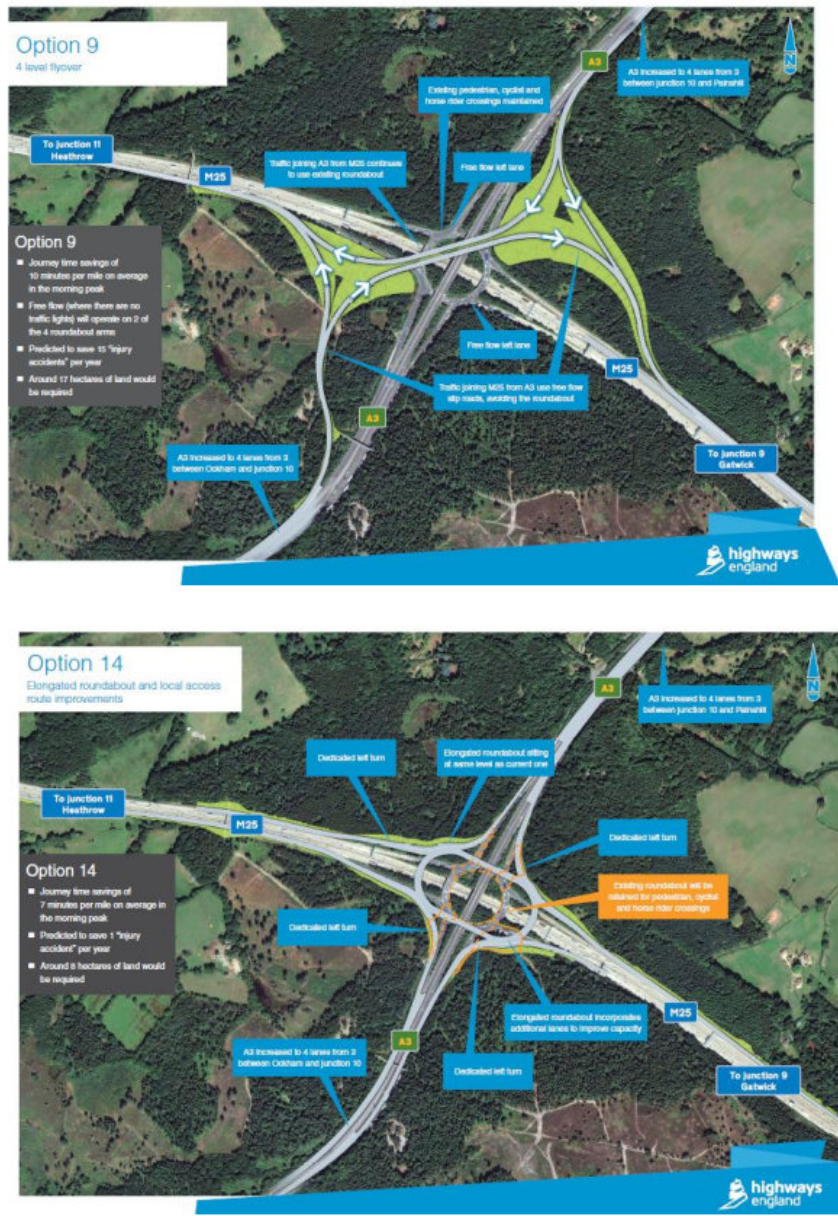 Option 9
4 level flyover
A3
A3 increased to 4 lanes from 3
between junction 10 and Painshill
N
Existing pedestrian, cyclist and
horse rider crossings maintained
To junction 11
Heathrow
M25
Traffic joining A3 from M25 continues
to use existing roundabout
Free flow left lane
Option 9
Journey time savings of
10 minutes per mile on average
in the morning peak
Free flow (where there are no
traffic lights) will operate on 2 of
the 4 roundabout arms
Predicted to save 15 "injury
accidents" per year
Around 17 hectares of land would
be required
Free flow left lane
M25
Traffic joining M25 from A3 use free flow
slip roads, avoiding the roundabout
A3
A3 increased to 4 lanes from 3
between Ockham and junction 10
To junction 9
Gatwick
highways
england
Option 14
Elongated roundabout and local access
route improvements
A3
A3 increased to 4 lanes from 3
between junction 10 and Painshill
N
Dedicated left turn
Elongated roundabout sitting
at same level as current one
To junction 11
Heathrow
M25
Dedicated left turn
Option 14
Journey time savings of
7 minutes per mile on average in
the morning peak
Predicted to save 1 "injury
accident" per year
Around 8 hectares of land would
be required
Existing roundabout will be
retained for pedestrian, cyclist
and horse rider crossings
Dedicated left turn
Elongated roundabout incorporates
additional lanes to improve capacity
M25
A3
A3 increased to 4 lanes from 3
between Ockham and junction 10
Dedicated left turn
To junction 9
Gatwick
highways
england